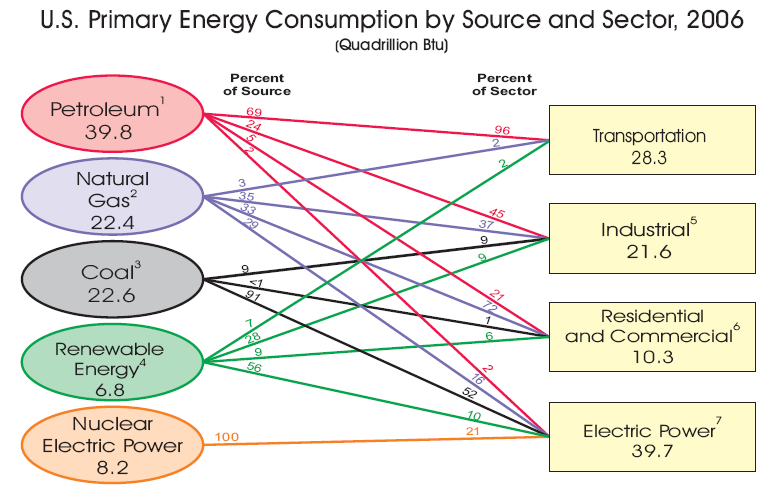 U.S. Primary Energy Consumption by Source and Sector, 2006
(Quadrillion Btu)
Percent
of Source
Percent
of Sector
Petroleum¹
39.8
Natural
Gas²
22.4
Coal³
22.6
Renewable
Energy⁴
6.8
Nuclear
Electric Power
8.2
69
24
5
2
3
35
33
29
9
<1
91
7
28
9
56
100
96
2
2
45
37
9
9
21
72
1
6
2
16
52
10
21
Transportation
28.3
Industrial⁵
21.6
Residential
and Commercial⁶
10.3
Electric Power⁷
39.7